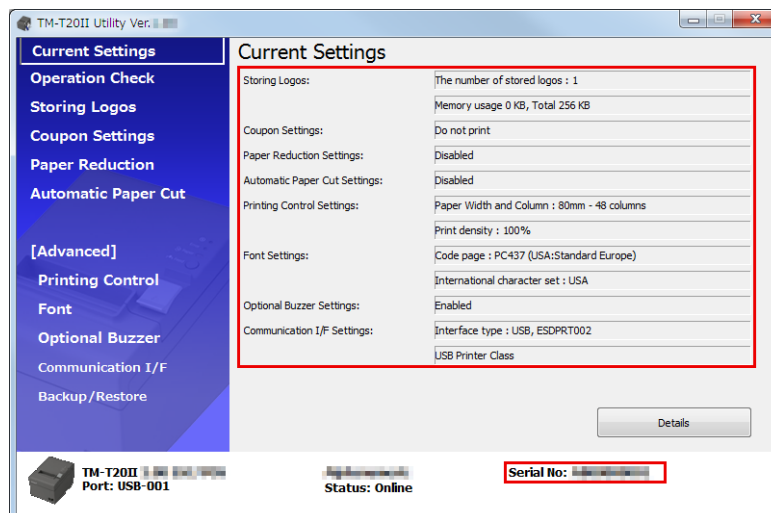 TM-T20II Utility Ver.
Current Settings
Operation Check
Storing Logos
Coupon Settings
Paper Reduction
Automatic Paper Cut
[Advanced]
Printing Control
Font
Optional Buzzer
Communication I/F
Backup/Restore
Current Settings
Storing Logos: The number of stored logos : 1
Memory usage 0 KB, Total 256 KB
Coupon Settings: Do not print
Paper Reduction Settings: Disabled
Automatic Paper Cut Settings: Disabled
Printing Control Settings: Paper Width and Column : 80mm - 48 columns
Print density : 100%
Font Settings: Code page : PC437 (USA:Standard Europe)
International character set : USA
Optional Buzzer Settings: Enabled
Communication I/F Settings: Interface type : USB, ESDPRT002
USB Printer Class
Details
TM-T20II
Port: USB-001
Status: Online
Serial No: